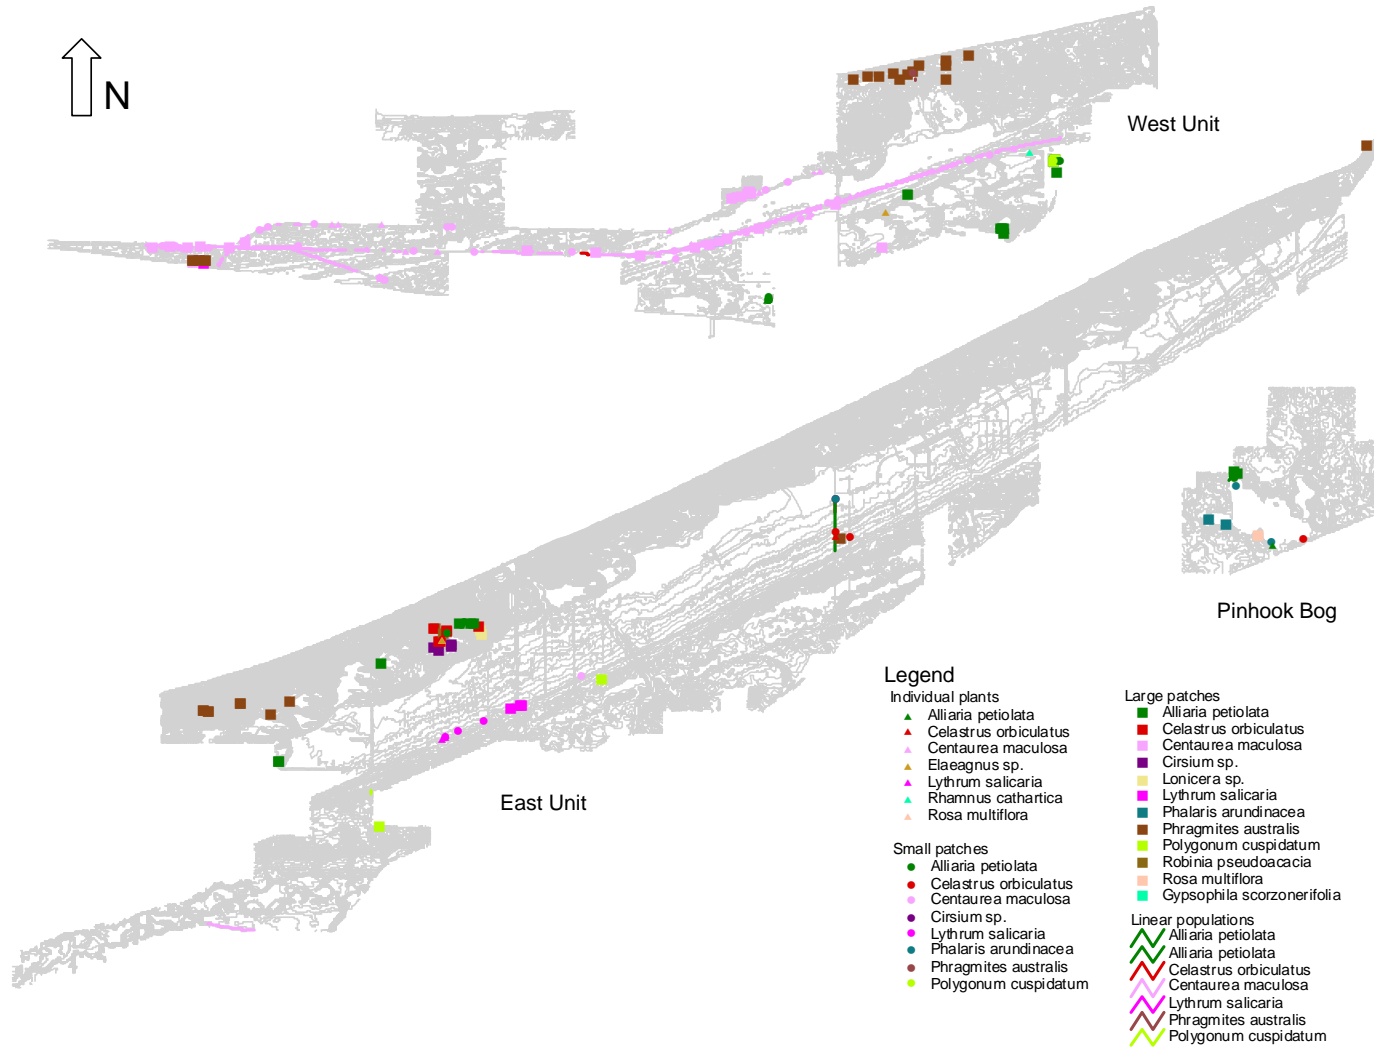 N
West Unit
Pinhook Bog
East Unit
Legend
Individual plants
Alliaria petiolata
Celastrus orbiculatus
Centaurea maculosa
Elaeagnus sp.
Lythrum salicaria
Rhamnus cathartica
Rosa multiflora
Small patches
Alliaria petiolata
Celastrus orbiculatus
Centaurea maculosa
Cirsium sp.
Lythrum salicaria
Phalaris arundinacea
Phragmites australis
Polygonum cuspidatum
Large patches
Alliaria petiolata
Celastrus orbiculatus
Centaurea maculosa
Cirsium sp.
Lonicera sp.
Lythrum salicaria
Phalaris arundinacea
Phragmites australis
Polygonum cuspidatum
Robinia pseudoacacia
Rosa multiflora
Gypsophila scorzonerifolia
Linear populations
Alliaria petiolata
Alliaria petiolata
Celastrus orbiculatus
Centaurea maculosa
Lythrum salicaria
Phragmites australis
Polygonum cuspidatum